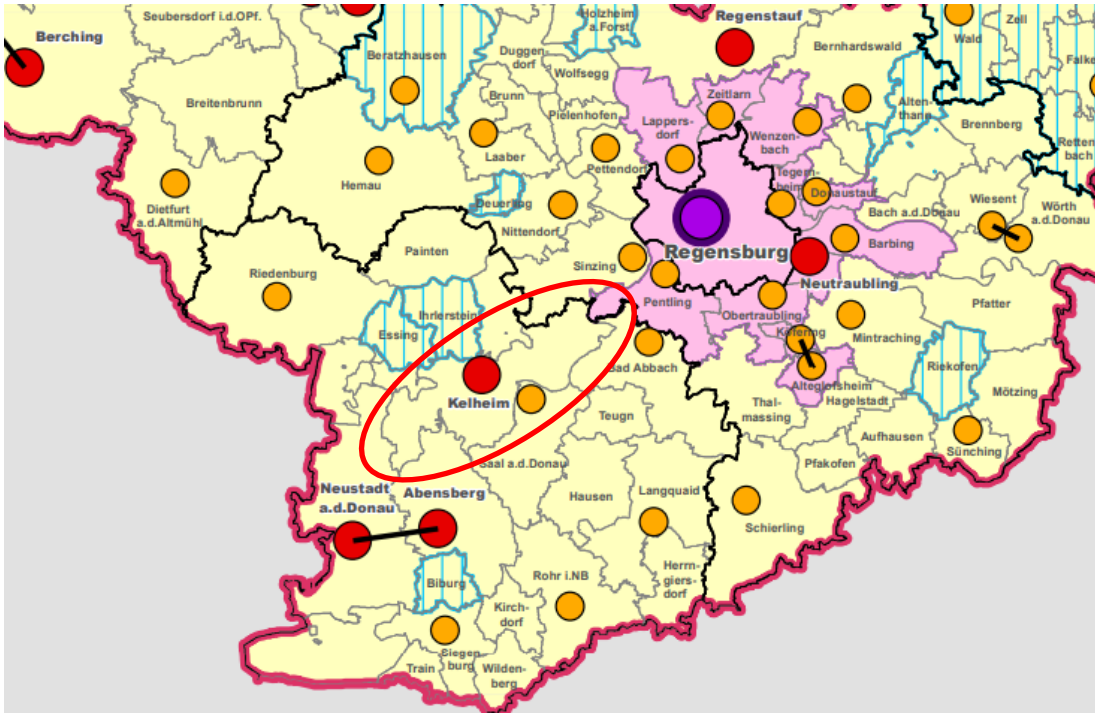 Seubersdorf i.d.OPf.
Holzheim
a.Forst
Regenstauf
Wald
Zell
Berching
Beratzhausen
Duggen-
dorf
Wolfsegg
Bernhardswald
Falke
Breitenbrunn
Brunn
Pielenhofen
Zeitlarn
Lappers-
dorf
Wenzen-
bach
Alten-
thann
Brennberg
Retten
bach
Laaber
Pettendorf
Hemau
Tegern-
heim
Donaustauf
Dietfurt
a.d.Altmühl
Deuerling
Nittendorf
Bach a.d.Donau
Wiesent
Wörth
a.d.Donau
Painten
Regensburg
Barbing
Riedenburg
Sinzing
Neutraubling
Pentling
Obertraubling
Pfatter
Essing
Ihrlerstein
Köfering
Mintraching
Bad Abbach
Riekofen
Kelheim
Alteglofsheim
Hagelstadt
Mötzing
Thal-
massing
Teugn
Aufhausen
Sünching
Saal a.d.Donau
Pfakofen
Neustadt
a.d.Donau
Abensberg
Hausen
Langquaid
Schierling
Biburg
Rohr i.NB
Herrn-
giers-
dorf
Kirch-
dorf
Siegen
burg
Train
Wilden-
berg